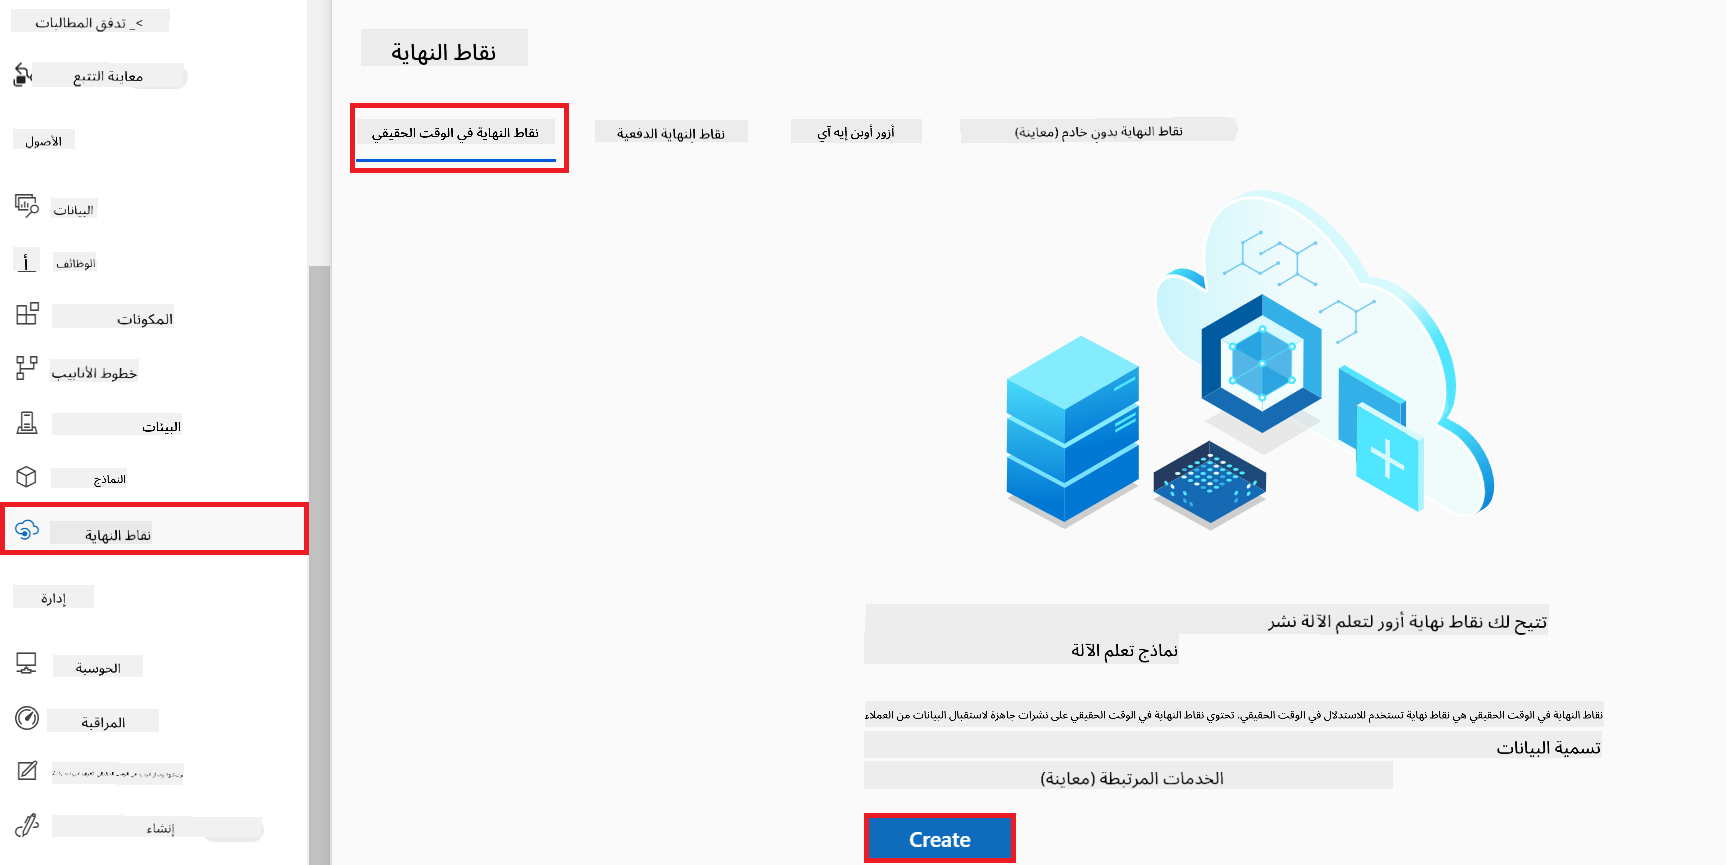 >_ تدفق المطالبات
معاينة التتبع
الأصول
البيانات
الوظائف
المكونات
خطوط الأنابيب
البيئات
النماذج
نقاط النهاية
إدارة
الحوسبة
المراقبة
إنشاء
نقاط النهاية
نقاط النهاية في الوقت الحقيقي
نقاط النهاية الدفعية
أزور أوبن إيه آي
نقاط النهاية بدون خادم (معاينة)
تتيح لك نقاط نهاية أزور لتعلم الآلة نشر
نماذج تعلم الآلة
نقاط النهاية في الوقت الحقيقي هي نقاط نهاية تستخدم للاستدلال في الوقت الحقيقي. تحتوي نقاط النهاية في الوقت الحقيقي على نشرات جاهزة لاستقبال البيانات من العملاء
تسمية البيانات
الخدمات المرتبطة (معاينة)
Create